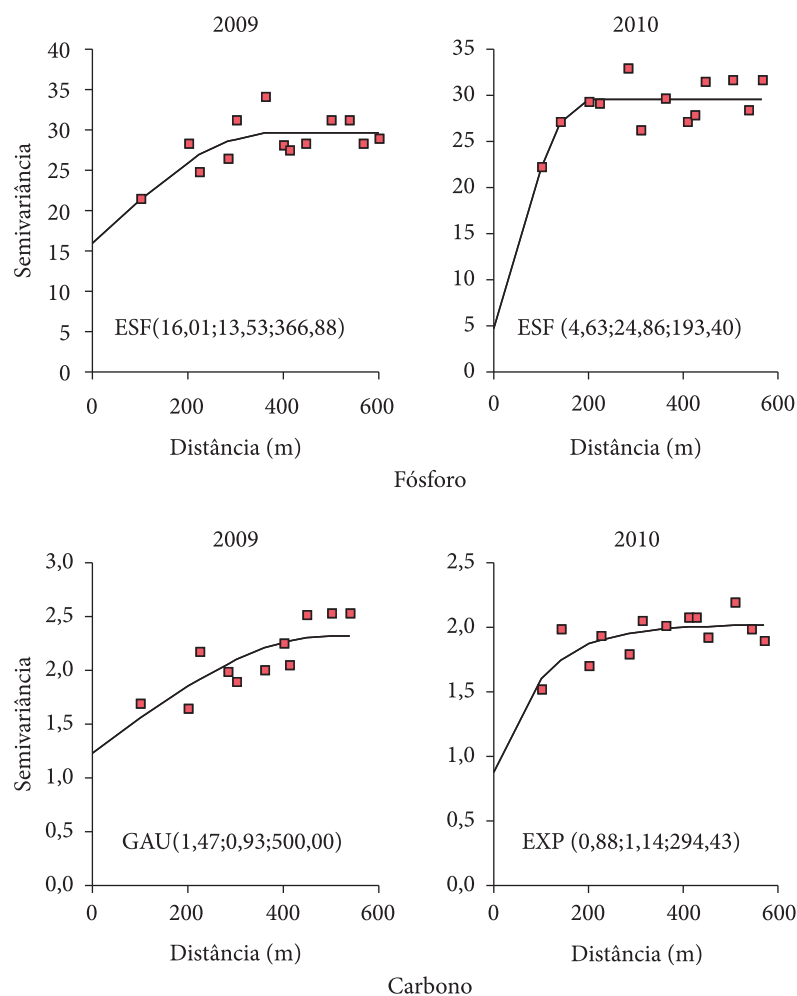 2009
2010
40
35
30
25
20
15
10
5
0
Semivariância
ESF(16,01;13,53;366,88)
0 200 400 600
Distância (m)
35
30
25
20
15
10
5
0
ESF (4,63;24,86;193,40)
0 200 400 600
Distância (m)
Fósforo
2009
2010
3,0
2,5
2,0
1,5
1,0
0,5
0,0
Semivariância
GAU(1,47;0,93;500,00)
0 200 400 600
Distância (m)
2,5
2,0
1,5
1,0
0,5
0,0
EXP (0,88;1,14;294,43)
0 200 400 600
Distância (m)
Carbono